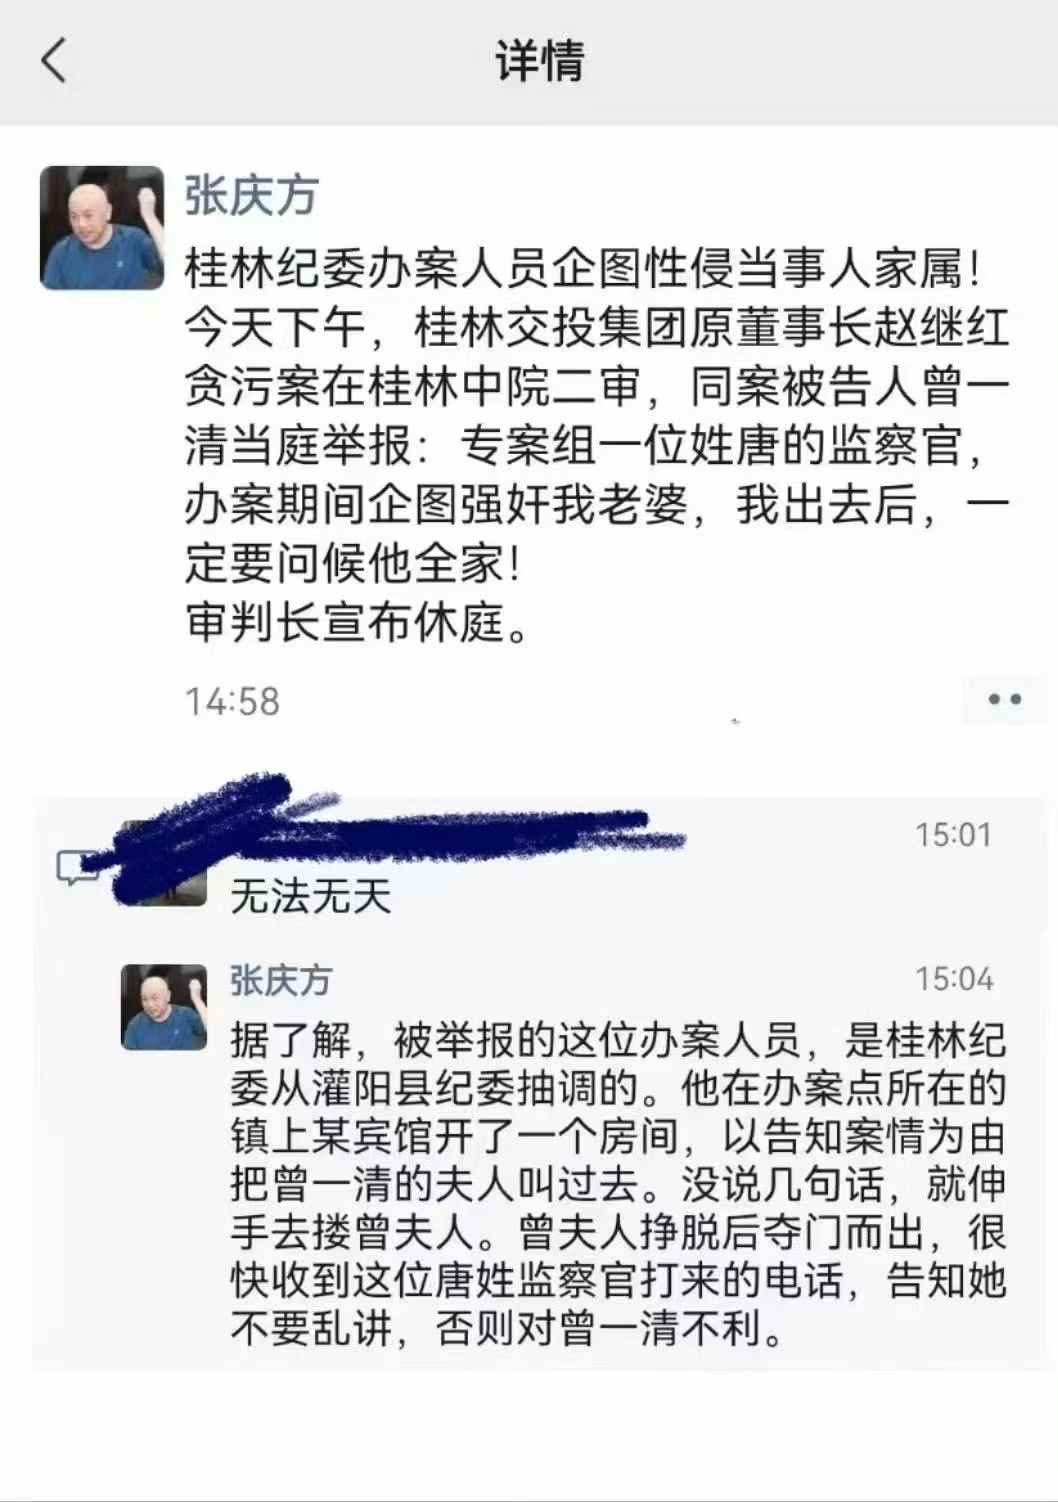 详情
张庆方
桂林纪委办案人员企图性侵当事人家属！
今天下午，桂林交投集团原董事长赵继红
贪污案在桂林中院二审，同案被告人曾一
清当庭举报：专案组一位姓唐的监察官，
办案期间企图强奸我老婆，我出去后，一
定要问候他全家！
审判长宣布休庭。
14:58
15:01
无法无天
张庆方
15:04
据了解，被举报的这位办案人员，是桂林纪
委从灌阳县纪委抽调的。他在办案点所在的
镇上某宾馆开了一个房间，以告知案情为由
把曾一清的夫人叫过去。没说几句话，就伸
手去搂曾夫人。曾夫人挣脱后夺门而出，很
快收到这位唐姓监察官打来的电话，告知她
不要乱讲，否则对曾一清不利。